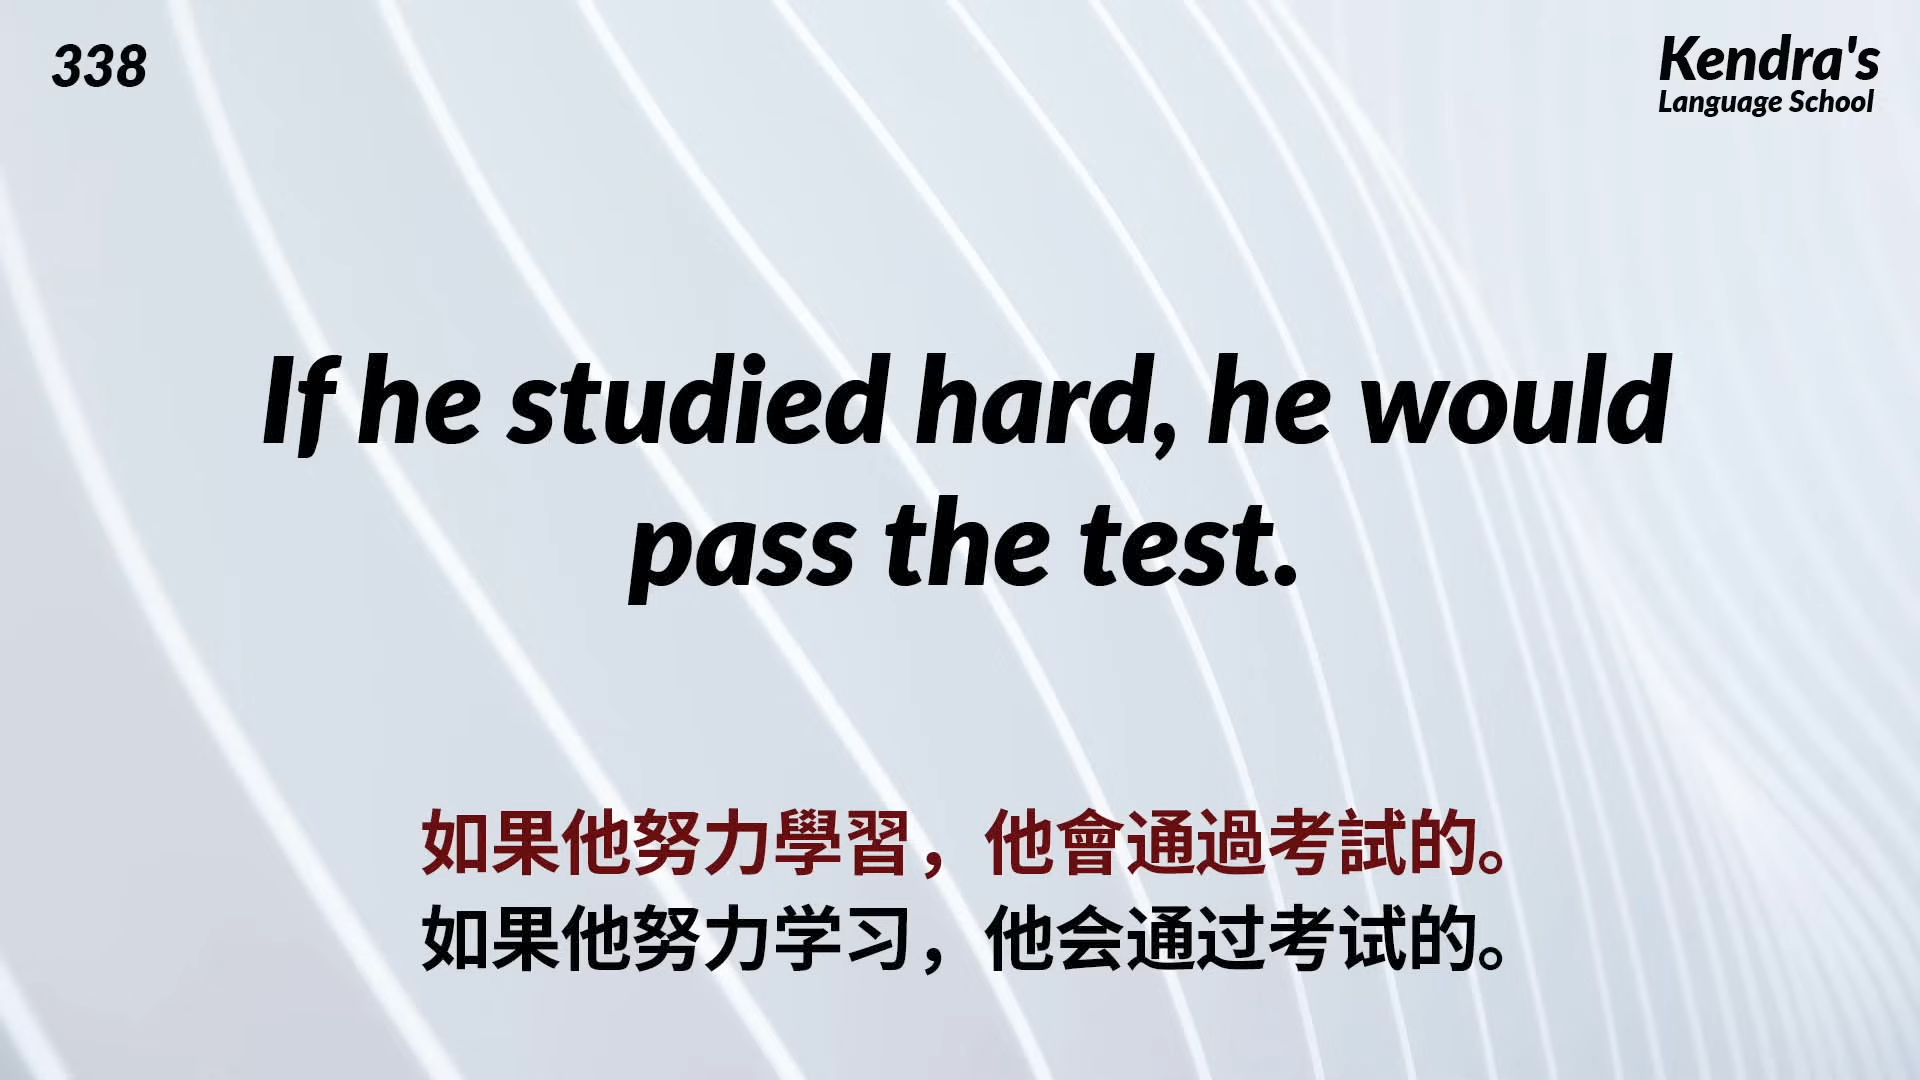 338
Kendra's
Language School
If he studied hard, he would
pass the test.
如果他努力學習，他會通過考試的。
如果他努力学习，他会通过考试的。